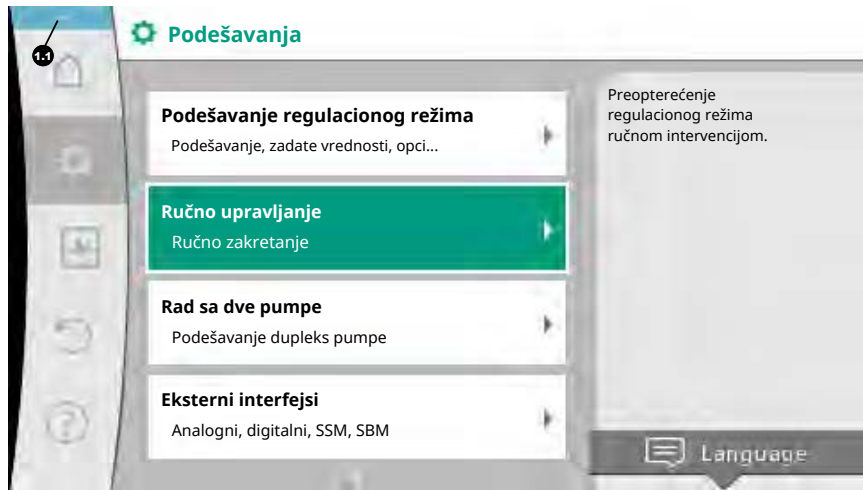 Podešavanja
1.1
Podešavanje regulacionog režima
Podešavanje, zadate vrednosti, opci...
Ručno upravljanje
Ručno zakretanje
Rad sa dve pumpe
Podešavanje dupleks pumpe
Eksterni interfejsi
Analogni, digitalni, SSM, SBM
Preopterećenje
regulacionog režima
ručnom intervencijom.
Language